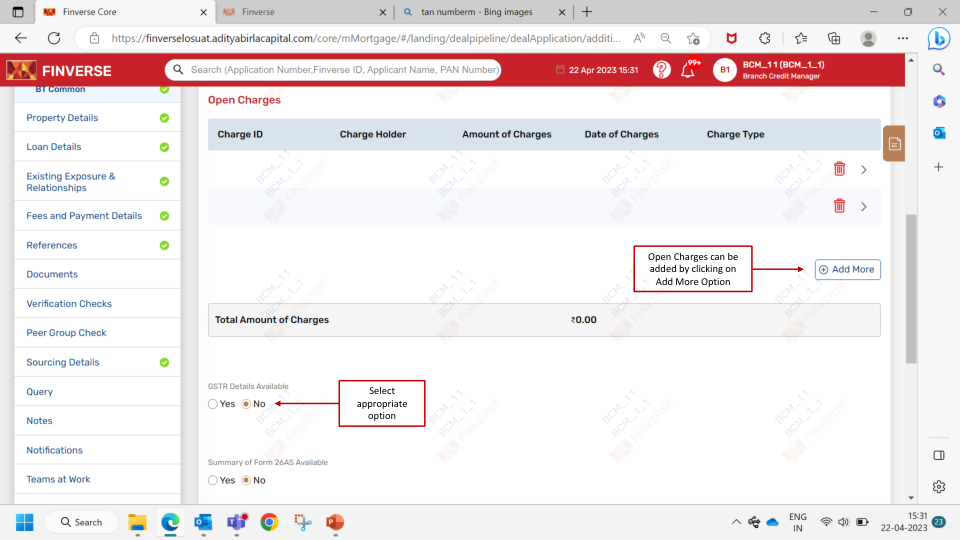 Finverse Core
Finverse
tan numberm - Bing images
https://finverselosuat.adityabirlacapital.com/core/mMortgage/#/landing/dealpipeline/dealApplication/additi...
FINVERSE
Search (Application Number,Finverse ID, Applicant Name, PAN Number)
22 Apr 2023 15:31
99+
B1
BCM_1 1 (BCM_1_1)
Branch Credit Manager
BT Common
Property Details
Loan Details
Existing Exposure &
Relationships
Fees and Payment Details
References
Documents
Verification Checks
Peer Group Check
Sourcing Details
Query
Notes
Notifications
Teams at Work
Open Charges
Charge ID Charge Holder Amount of Charges Date of Charges Charge Type
Open Charges can be
added by clicking on
Add More Option
Add More
Total Amount of Charges ₹0.00
GSTR Details Available
Yes No
Select
appropriate
option
Summary of Form 26AS Available
Yes No
BCM_1 1
BCM_1_1
FINVERSE
Search
ENG
IN
15:31
22-04-2023
23